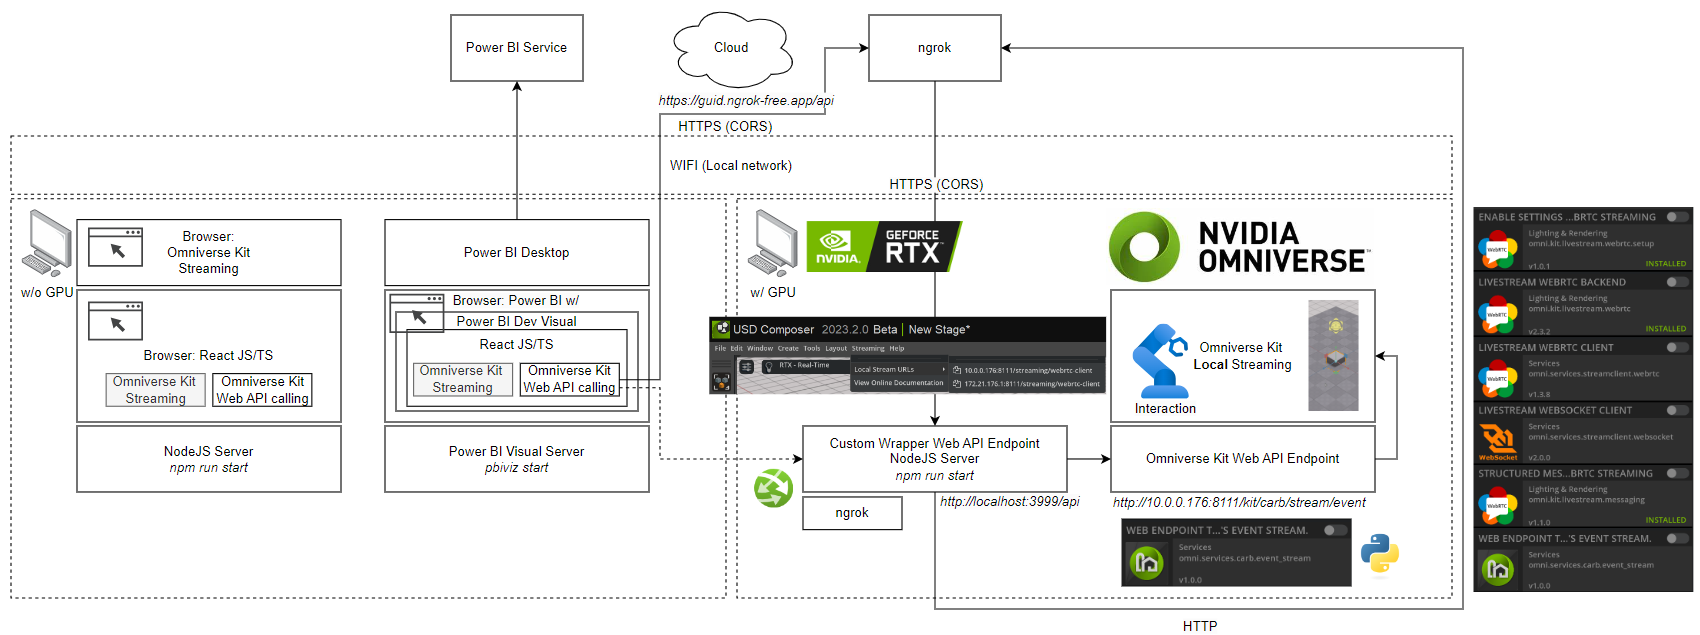 Power BI Service
Cloud
ngrok
https://guid.ngrok-free.app/api
HTTPS (CORS)
WIFI (Local network)
HTTPS (CORS)
w/o GPU
Browser:
Omniverse Kit
Streaming
Browser: React JS/TS
Omniverse Kit
Streaming
Omniverse Kit
Web API calling
NodeJS Server
npm run start
Power BI Desktop
Browser: Power BI w/
Power BI Dev Visual
React JS/TS
Omniverse Kit
Streaming
Omniverse Kit
Web API calling
Power BI Visual Server
pbiviz start
w/ GPU
NVIDIA.
GEFORCE
RTX™
NVIDIA
OMNIVERSE™
USD Composer 2023.2.0 Beta | New Stage*
File Edit Window Create Tools Layout Streaming Help
RTX - Real-Time
Local Stream URLs
View Online Documentation
10.0.0.176:8111/streaming/webrtc-client
172.21.176.1:8111/streaming/webrtc-client
Omniverse Kit
Local Streaming
Interaction
Custom Wrapper Web API Endpoint
NodeJS Server
npm run start
http://localhost:3999/api
ngrok
Omniverse Kit Web API Endpoint
http://10.0.0.176:8111/kit/carb/stream/event
WEB ENDPOINT T...'S EVENT STREAM.
Services
omni.services.carb.event_stream
v1.0.0
HTTP
ENABLE SETTINGS ...BRTC STREAMING
Lighting & Rendering
omni.kit.livestream.webrtc.setup
WebRTC
v1.0.1
INSTALLED
LIVESTREAM WEBRTC BACKEND
Lighting & Rendering
omni.kit.livestream.webrtc
WebRTC
v2.3.2
INSTALLED
LIVESTREAM WEBRTC CLIENT
Services
omni.services.streamclient.webrtc
WebRTC
v1.3.8
LIVESTREAM WEBSOCKET CLIENT
Services
omni.services.streamclient.websocket
WebSocket
v2.0.0
STRUCTURED MES...BRTC STREAMING
Lighting & Rendering
omni.kit.livestream.messaging
WebRTC
v1.1.0
INSTALLED
WEB ENDPOINT T...'S EVENT STREAM.
Services
omni.services.carb.event_stream
v1.0.0